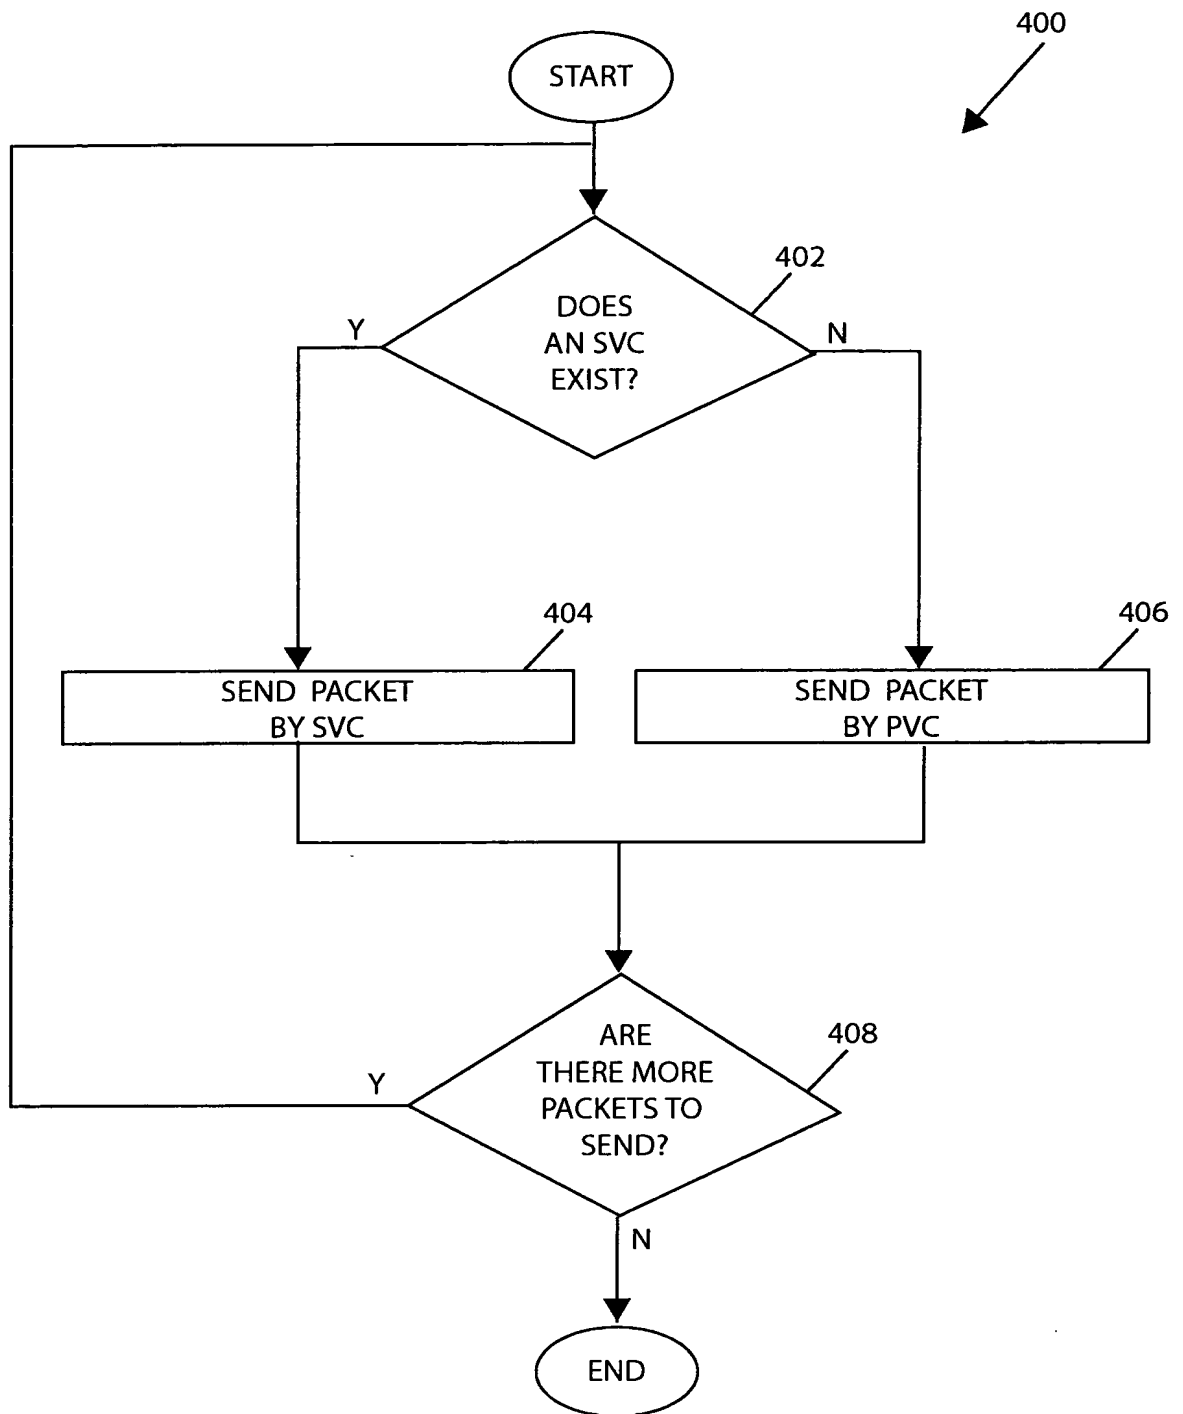 400
START
402
DOES
AN SVC
EXIST?
Y
N
404
406
SEND PACKET
BY SVC
SEND PACKET
BY PVC
408
ARE
THERE MORE
PACKETS TO
SEND?
Y
N
END